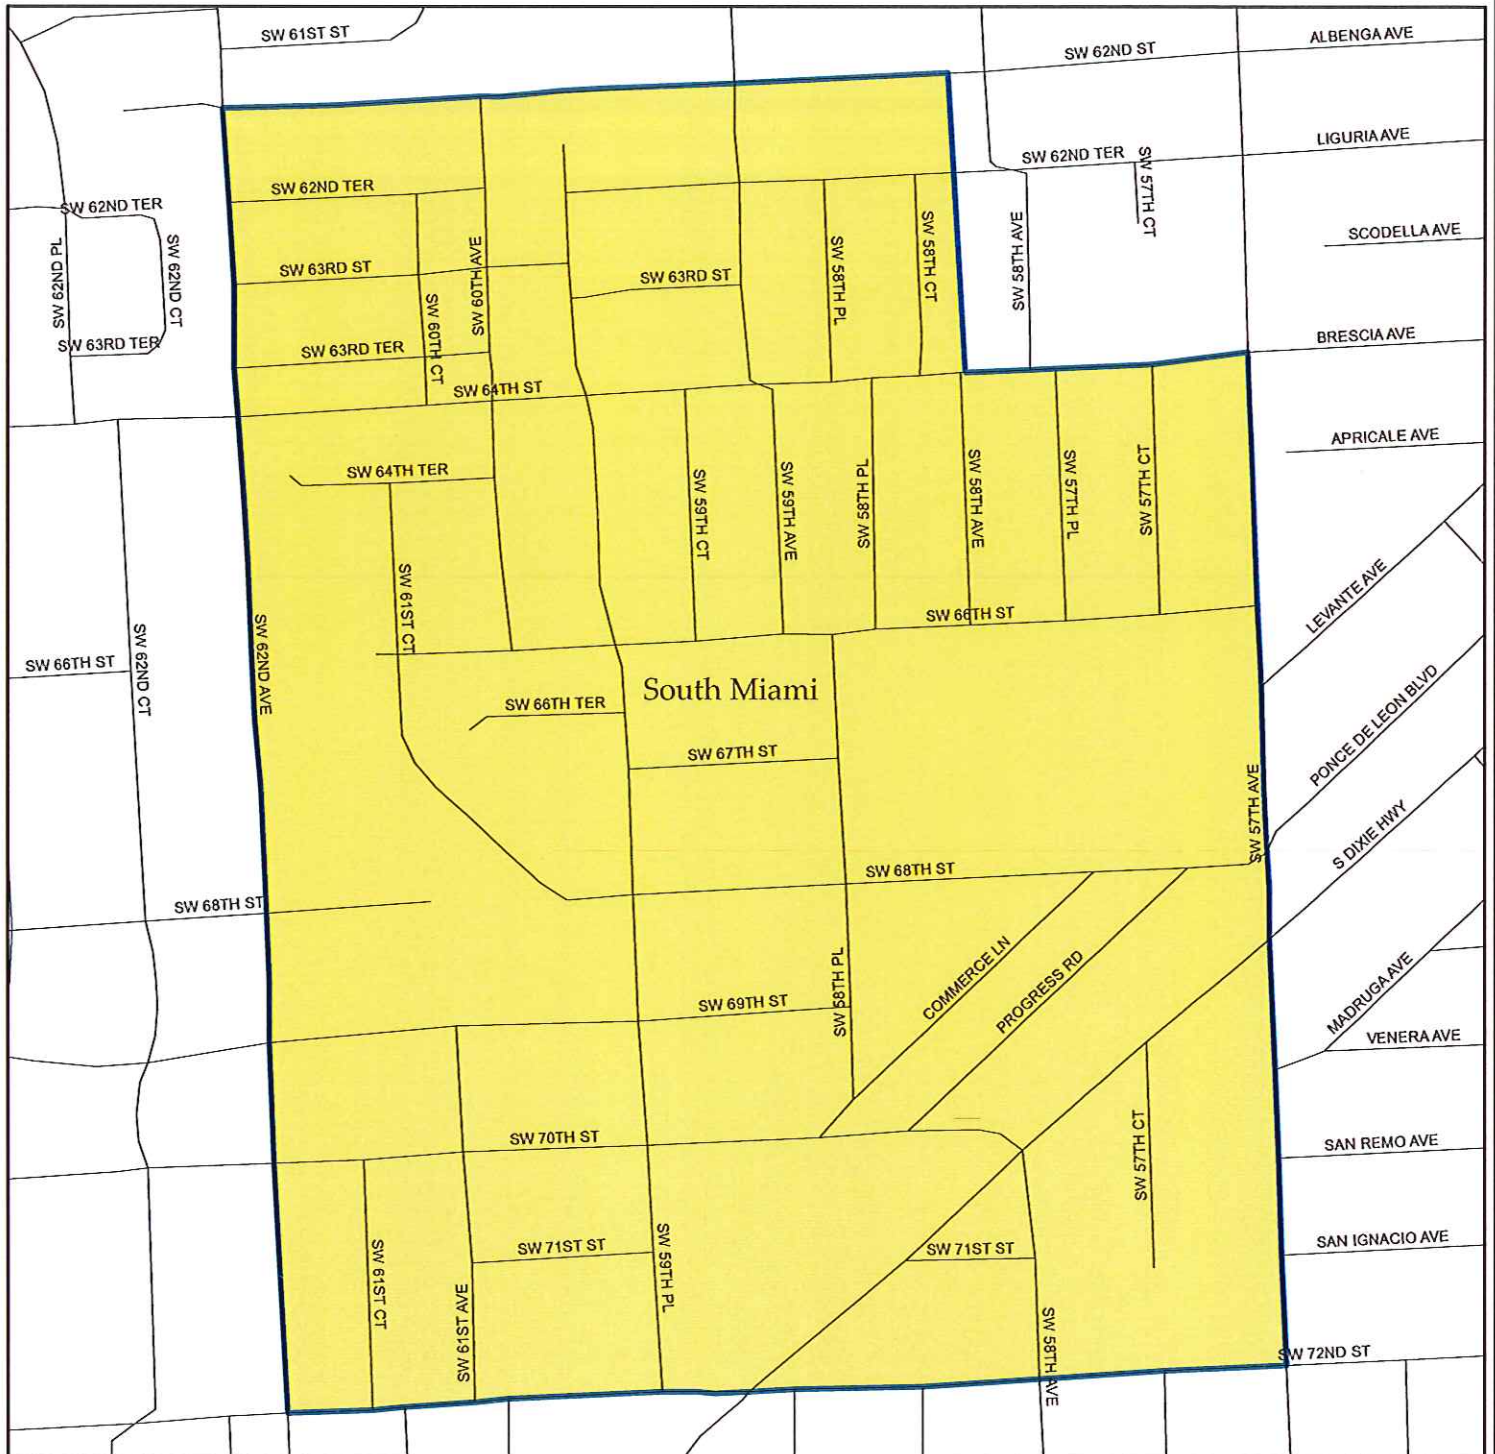 SW 61ST ST
ALBENGA AVE
SW 62ND ST
LIGURIA AVE
SW 62ND TER
SW 57TH CT
SW 62ND TER
SW 62ND TER
SW 58TH AVE
SW 58TH CT
SCODELLA AVE
SW 62ND PL
SW 62ND CT
SW 60TH AVE
SW 58TH PL
SW 63RD ST
SW 63RD ST
SW 60TH CT
BRESCIA AVE
SW 63RD TER
SW 63RD TER
SW 64TH ST
APRICALE AVE
SW 64TH TER
SW 59TH CT
SW 59TH AVE
SW 58TH PL
SW 58TH AVE
SW 57TH PL
SW 57TH CT
SW 61ST CT
LEVANTE AVE
SW 66TH ST
SW 62ND AVE
SW 62ND CT
SW 66TH ST
South Miami
SW 66TH TER
PONCE DE LEON BLVD
SW 67TH ST
SW 57TH AVE
S DIXIE HWY
SW 68TH ST
SW 68TH ST
COMMERCE LN
PROGRESS RD
SW 58TH PL
SW 69TH ST
MADRUGA AVE
VENERA AVE
SW 70TH ST
SW 57TH CT
SAN REMO AVE
SW 71ST ST
SW 71ST ST
SAN IGNACIO AVE
SW 61ST CT
SW 61ST AVE
SW 59TH PL
SW 58TH AVE
SW 72ND ST